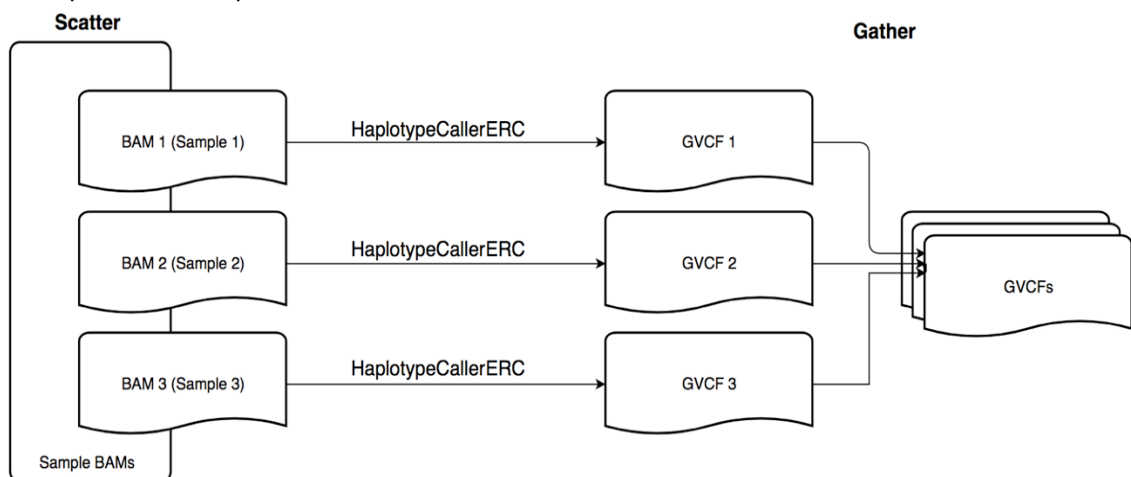 Scatter
Gather
BAM 1 (Sample 1)
HaplotypeCallerERC
GVCF 1
BAM 2 (Sample 2)
HaplotypeCallerERC
GVCF 2
GVCFs
BAM 3 (Sample 3)
HaplotypeCallerERC
GVCF 3
Sample BAMs